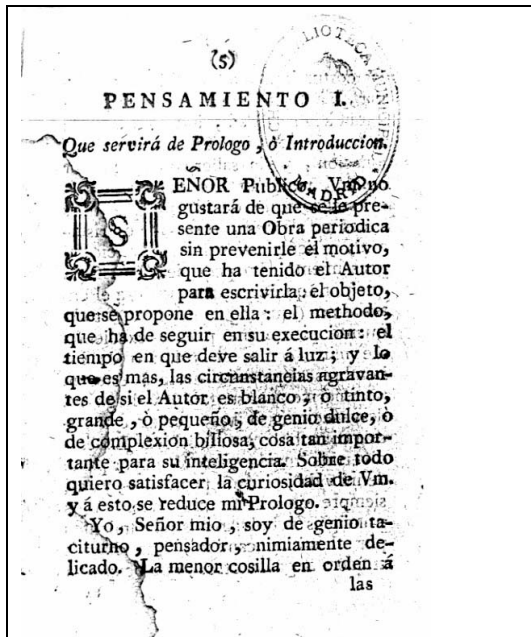 (5)
PENSAMIENTO I.
Que servirá de Prologo, ò Introduccion.
SEÑOR Publico, Vm. no
gustará de que se le pre-
sente una Obra periodica
sin prevenirle el motivo,
que ha tenido el Autor
para escrivirla: el objeto,
que se propone en ella: el methodo,
que ha de seguir en su execucion: el
tiempo en que deve salir á luz; y lo
que es mas, las circunstancias agravan-
tes de si el Autor es blanco, ò tinto,
grande, ò pequeño, de genio dulce, ò
de complexion biliosa, cosa tan impor-
tante para su inteligencia. Sobre todo
quiero satisfacer la curiosidad de Vm.
y á esto se reduce mi Prologo.
Yo, Señor mio, soy de genio ta-
citurno, pensador, nimiamente de-
licado. La menor cosilla en orden á
las
BIBLIOTECA MUNICIPAL
MADRID